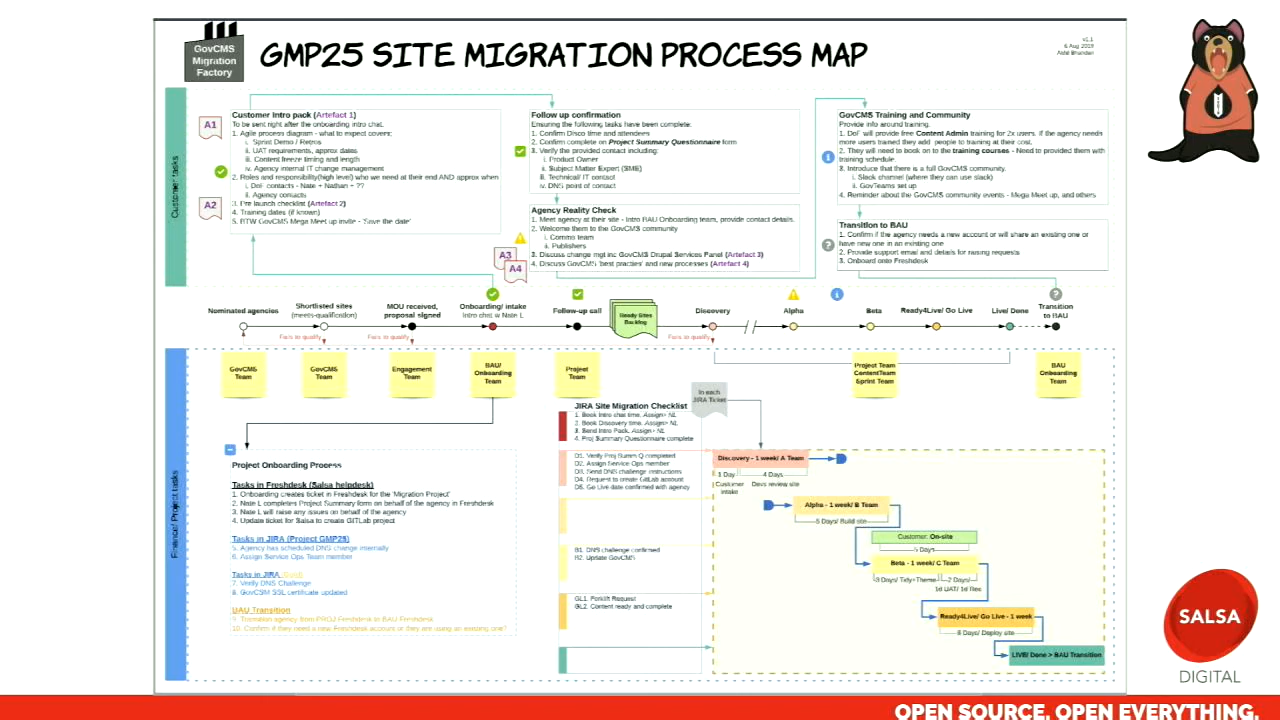 GovCMS
Migration
Factory
GMP25 SITE MIGRATION PROCESS MAP
v1.1
6 Aug 2019
Customer tasks
A1
A2
Customer Intro pack (Artefact 1)
To be sent right after the onboarding intro chat.
1. Agile process diagram - what to expect covers:
i. Sprint Demo / Retros
ii. UAT requirements, approx dates
iii. Content freeze timing and length
iv. Agency internal IT change management
2. Roles and responsibility(high level) who we need at their end AND approx when
i. DoF contacts - Nate + Nathan + ??
ii. Agency contacts
3. Pre launch checklist (Artefact 2)
4. Training dates (if known)
5. BTW GovCMS Mega Meet up invite - 'Save the date'
Follow up confirmation
Ensuring the following tasks have been complete.
1. Confirm Disco time and attendees
2. Confirm complete on Project Summary Questionnaire form
3. Verify the provided contact including:
i. Product Owner
ii. Subject Matter Expert (SME)
iii. Technical/ IT contact
iv. DNS point of contact
Agency Reality Check
1. Meet agency at their site - Intro BAU Onboarding team, provide contact details.
2. Welcome them to the GovCMS community
i. Comms team
ii. Publishers
3. Discuss change mgt inc GovCMS Drupal Services Panel (Artefact 3)
4. Discuss GovCMS 'best practies' and new processes (Artefact 4)
A3
A4
GovCMS Training and Community
Provide info around training.
1. DoF will provide free Content Admin training for 2x users. If the agency needs
more users trained they add people to training at their cost.
2. They will need to book on to the training courses - Need to provided them with
training schedule.
3. Introduce that there is a full GovCMS community.
i. Slack channel (where they can use slack)
ii. GovTeams set up
4. Reminder about the GovCMS community events - Mega Meet up, and others
Transition to BAU
1. Confirm if the agency needs a new account or will share an existing one or
have new one in an existing one
2. Provide support email and details for raising requests
3. Onboard onto Freshdesk
Nominated agencies
Shortlisted sites
(meets-qualification)
MOU received,
proposal signed
Onboarding/ intake
Intro chat w Nate L
Follow-up call
Ready Sites
Backlog
Discovery
Alpha
Beta
Ready4Live/ Go Live
Live/ Done
Transition
to BAU
Fails to qualify
Fails to qualify
Fails to qualify
Finance/ Project tasks
GovCMS
Team
GovCMS
Team
Engagement
Team
BAU/
Onboarding
Team
Project
Team
Project Team
ContentTeam
Sprint Team
BAU
Onboarding
Team
Project Onboarding Process
Tasks in Freshdesk (Salsa helpdesk)
1. Onboarding creates ticket in Freshdesk for the 'Migration Project'
2. Note L completes Project Summary form on behalf of the agency in Freshdesk
3. Note L will raise any issues on behalf of the agency
4. Update ticket for Salsa to create GITLab project
Tasks in JIRA (Project GMP25)
5. Agency has scheduled DNS change internally
6. Assign Service Ops Team member
Tasks in JIRA
7. Verify DNS Challenge
8. GovCSM SSL certificate updated
BAU Transition
9. Transition agency from PROJ Freshdesk to BAU Freshdesk
10. Confirm if they need a new Freshdesk account or they are using an existing one?
JIRA Site Migration Checklist
1. Book Intro chat time. Assign> NL
2. Book Discovery time. Assign> NL
3. Send Intro Pack. Assign> NL
4. Proj Summary Questionnaire complete
D1. Verify Proj Summ Q completed
D2. Assign Service Ops member
D3. Send DNS challenge instructions
D4. Request to create GitLab account
D5. Go Live date confirmed with agency
B1. DNS challenge confirmed
B2. Update GovCMS
GL1. Forklift Request
GL2. Content ready and complete
To each
JIRA Ticket
Discovery - 1 week/ A Team
1 Day
4 Days
Customer
intake
Devs review site
Alpha - 1 week/ B Team
5 Days/ Build site
Customer: On-site
5 Days
Beta - 1 week/ C Team
3 Days/ Tidy+Theme
2 Days/
1d UAT/ 1d Rec
Ready4Live/ Go Live - 1 week
8 Days/ Deploy site
LIVE/ Done > BAU Transition
SALSA
DIGITAL
OPEN SOURCE. OPEN EVERYTHING.